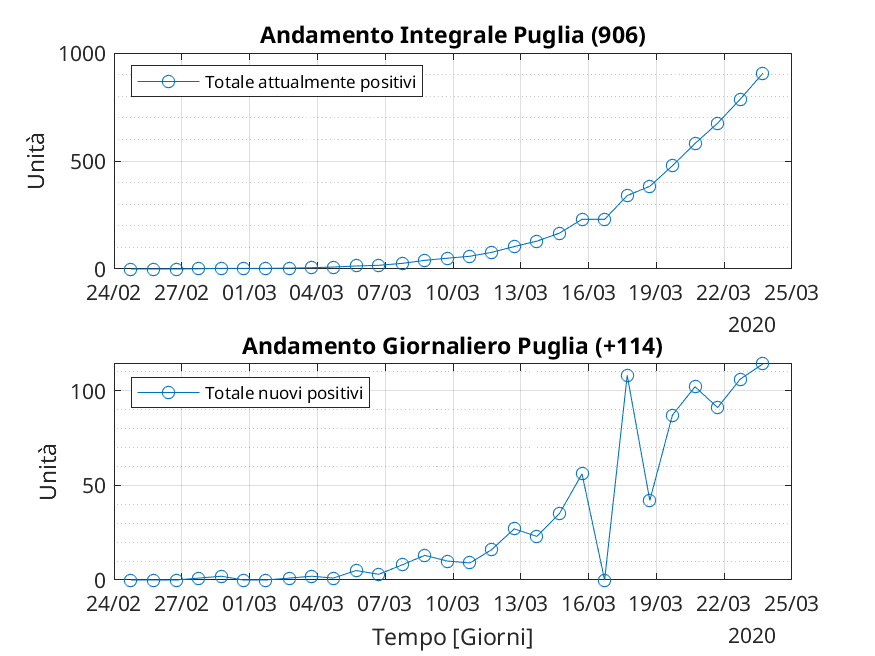 Andamento Integrale Puglia (906)
1000
Totale attualmente positivi
Unità
500
0
24/02 27/02 01/03 04/03 07/03 10/03 13/03 16/03 19/03 22/03 25/03
2020
Andamento Giornaliero Puglia (+114)
100
Totale nuovi positivi
Unità
50
0
24/02 27/02 01/03 04/03 07/03 10/03 13/03 16/03 19/03 22/03 25/03
Tempo [Giorni]
2020